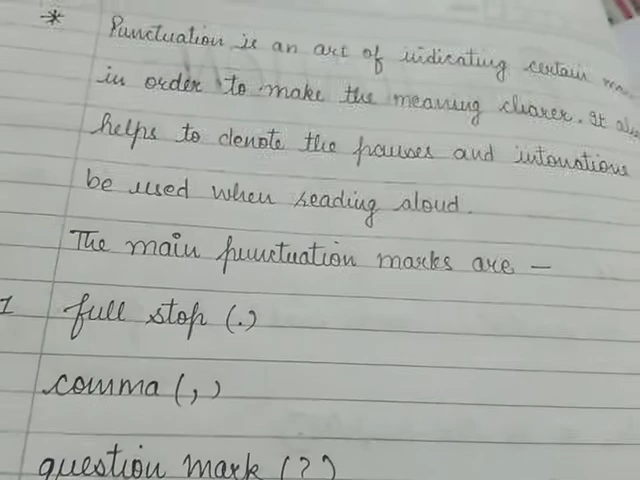 * Punctuation is an art of indicating certain
in order to make the meaning clearer. It also
helps to denote the pauses and intonations
be used when reading aloud.
The main punctuation marks are –
1 full stop (.)
comma (,)
question mark (?)